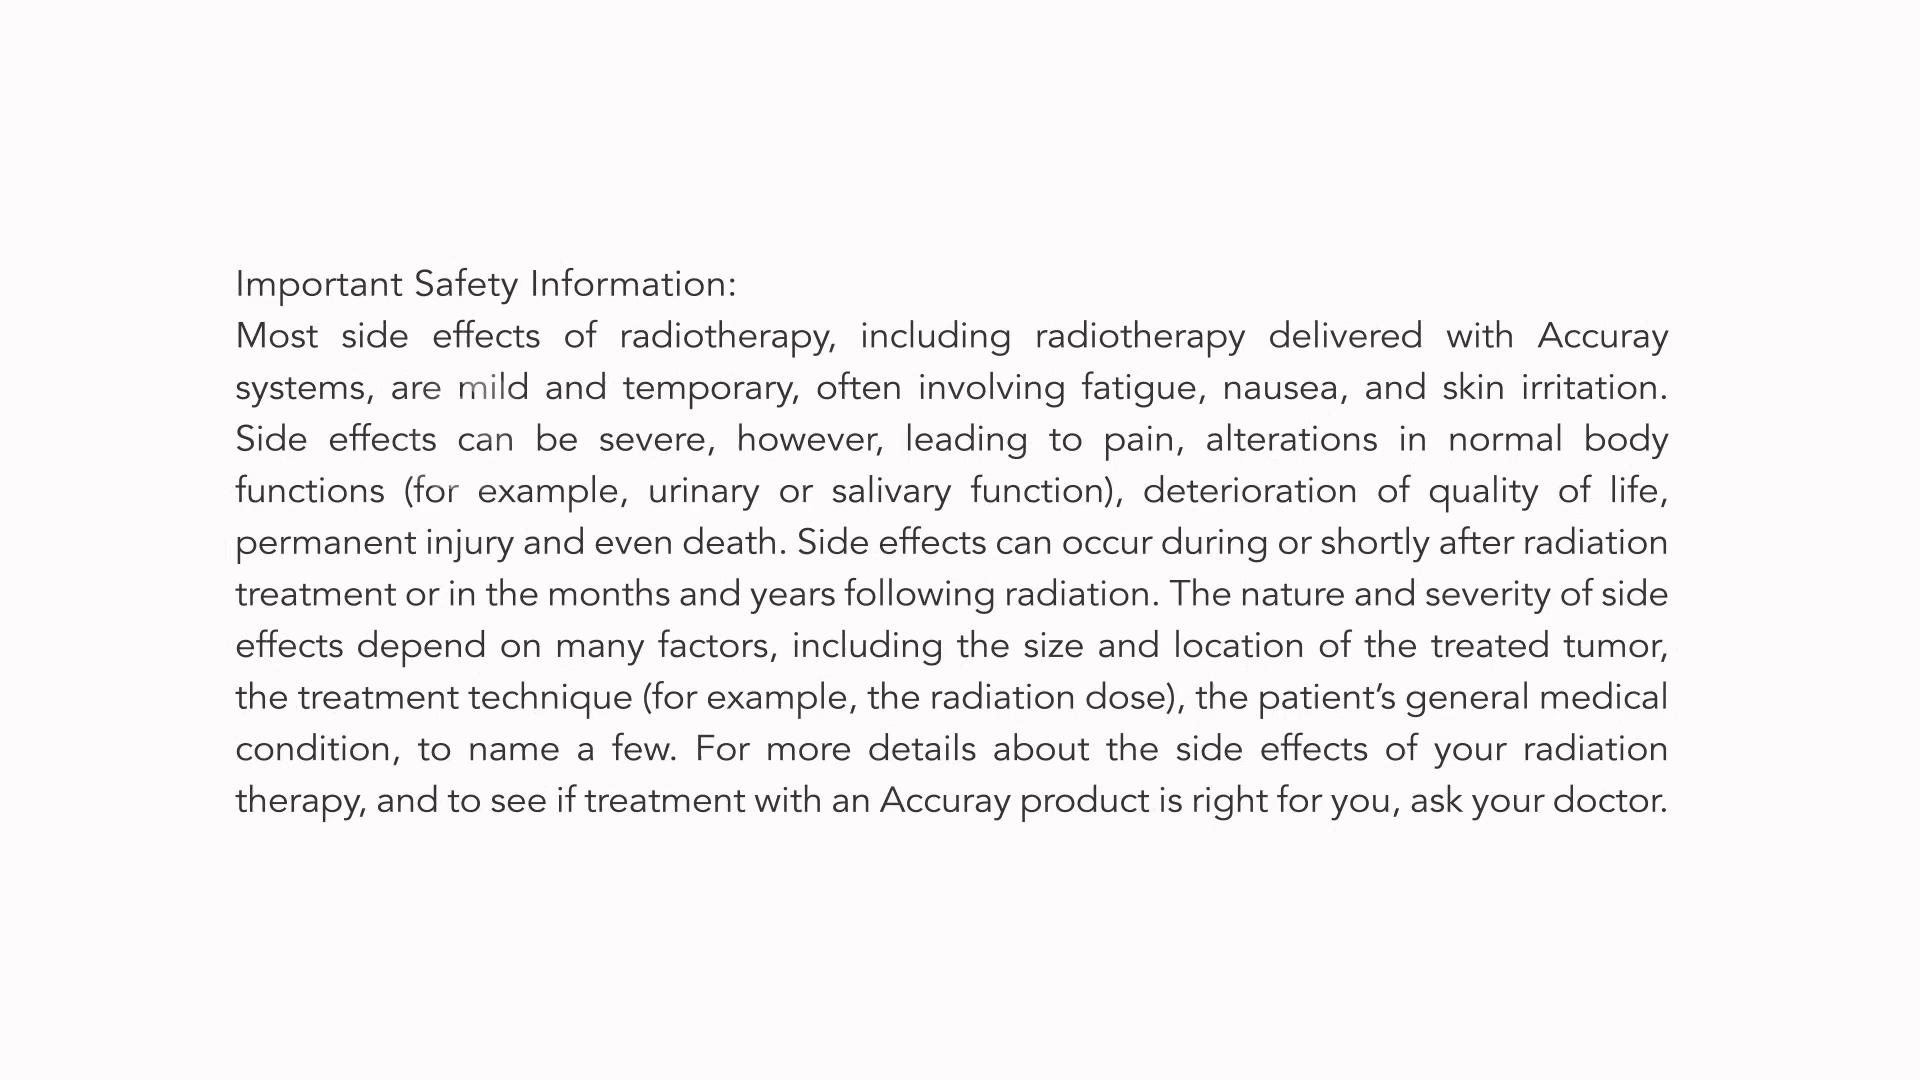 Important Safety Information:
Most side effects of radiotherapy, including radiotherapy delivered with Accuray
systems, are mild and temporary, often involving fatigue, nausea, and skin irritation.
Side effects can be severe, however, leading to pain, alterations in normal body
functions (for example, urinary or salivary function), deterioration of quality of life,
permanent injury and even death. Side effects can occur during or shortly after radiation
treatment or in the months and years following radiation. The nature and severity of side
effects depend on many factors, including the size and location of the treated tumor,
the treatment technique (for example, the radiation dose), the patient’s general medical
condition, to name a few. For more details about the side effects of your radiation
therapy, and to see if treatment with an Accuray product is right for you, ask your doctor.